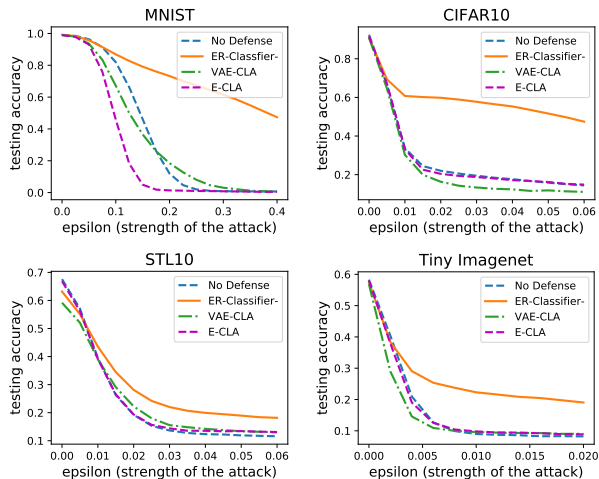 MNIST
1.0
0.8
0.6
0.4
0.2
0.0
testing accuracy
No Defense
ER-Classfier-
VAE-CLA
E-CLA
0.0 0.1 0.2 0.3 0.4
epsilon (strength of the attack)
CIFAR10
0.8
0.6
0.4
0.2
testing accuracy
No Defense
ER-Classifier-
VAE-CLA
E-CLA
0.00 0.01 0.02 0.03 0.04 0.05 0.06
epsilon (strength of the attack)
STL10
0.7
0.6
0.5
0.4
0.3
0.2
0.1
testing accuracy
No Defense
ER-Classifier-
VAE-CLA
E-CLA
0.00 0.01 0.02 0.03 0.04 0.05 0.06
epsilon (strength of the attack)
Tiny Imagenet
0.6
0.5
0.4
0.3
0.2
0.1
testing accuracy
No Defense
ER-Classifier-
VAE-CLA
E-CLA
0.000 0.005 0.010 0.015 0.020
epsilon (strength of the attack)